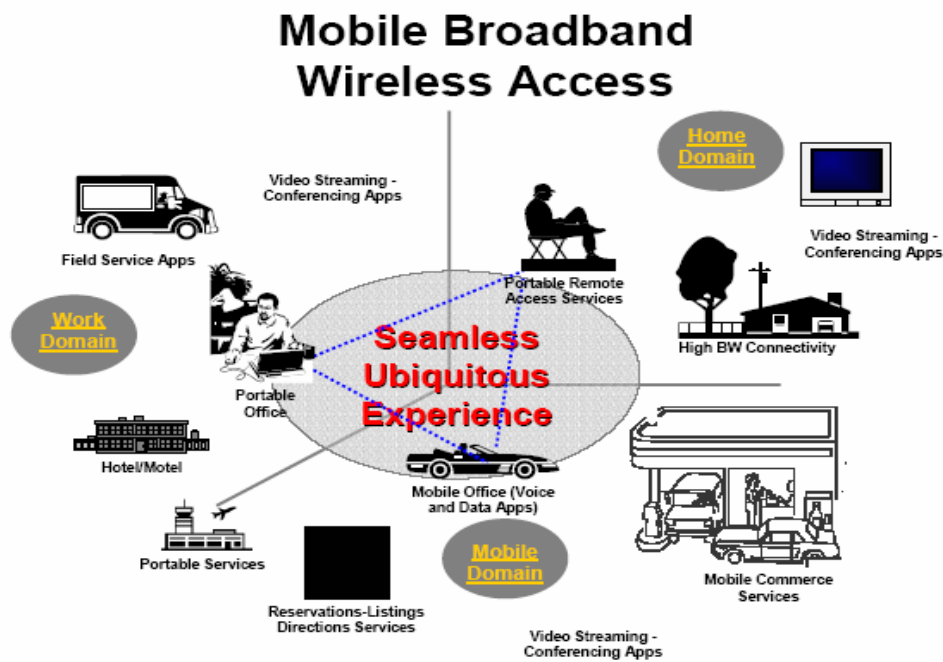 Mobile Broadband
Wireless Access
Home
Domain
Video Streaming -
Conferencing Apps
Field Service Apps
Video Streaming -
Conferencing Apps
Portable Remote
Access Services
Work
Domain
Seamless
Ubiquitous
Experience
High BW Connectivity
Portable
Office
Hotel/Motel
Mobile Office (Voice
and Data Apps)
Portable Services
Mobile
Domain
Mobile Commerce
Services
Reservations-Listings
Directions Services
Video Streaming -
Conferencing Apps